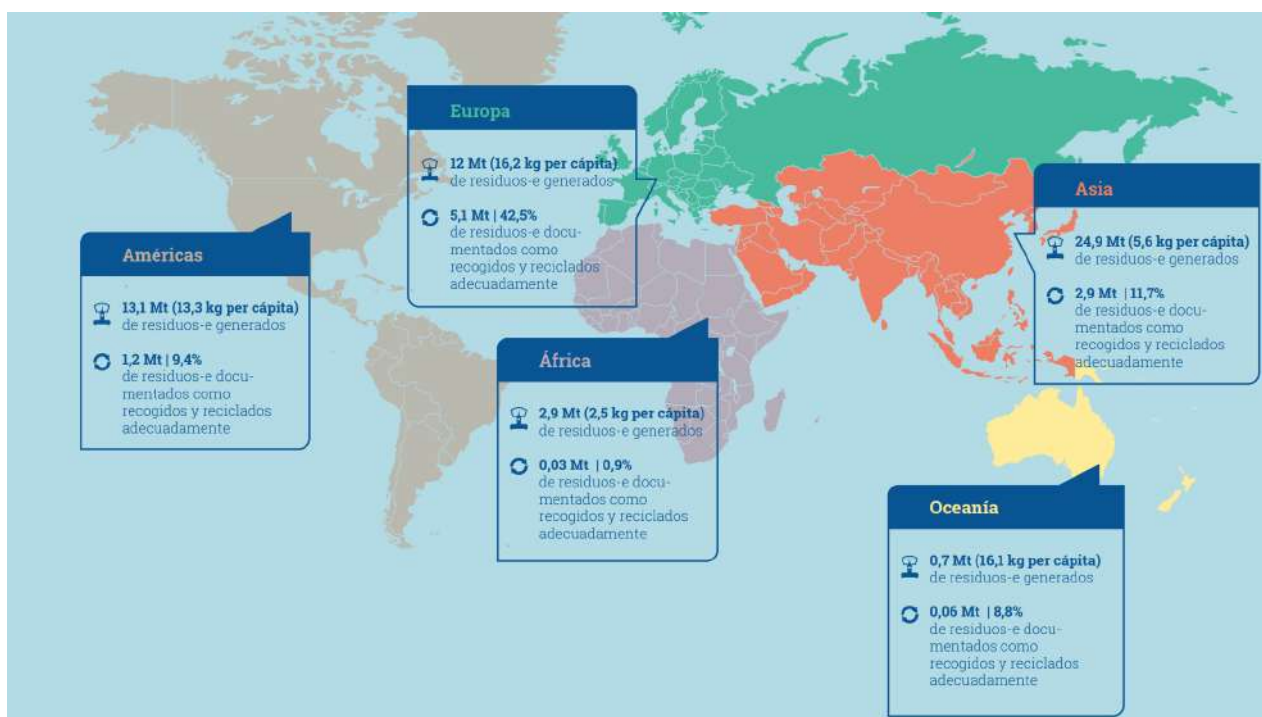 Europa
12 Mt (16,2 kg per cápita)
de residuos-e generados
5,1 Mt | 42,5%
de residuos-e docu-
mentados como
recogidos y reciclados
adecuadamente
Asia
24,9 Mt (5,6 kg per cápita)
de residuos-e generados
2,9 Mt | 11,7%
de residuos-e docu-
mentados como
recogidos y reciclados
adecuadamente
Américas
13,1 Mt (13,3 kg per cápita)
de residuos-e generados
1,2 Mt | 9,4%
de residuos-e docu-
mentados como
recogidos y reciclados
adecuadamente
África
2,9 Mt (2,5 kg per cápita)
de residuos-e generados
0,03 Mt | 0,9%
de residuos-e docu-
mentados como
recogidos y reciclados
adecuadamente
Oceanía
0,7 Mt (16,1 kg per cápita)
de residuos-e generados
0,06 Mt | 8,8%
de residuos-e docu-
mentados como
recogidos y reciclados
adecuadamente